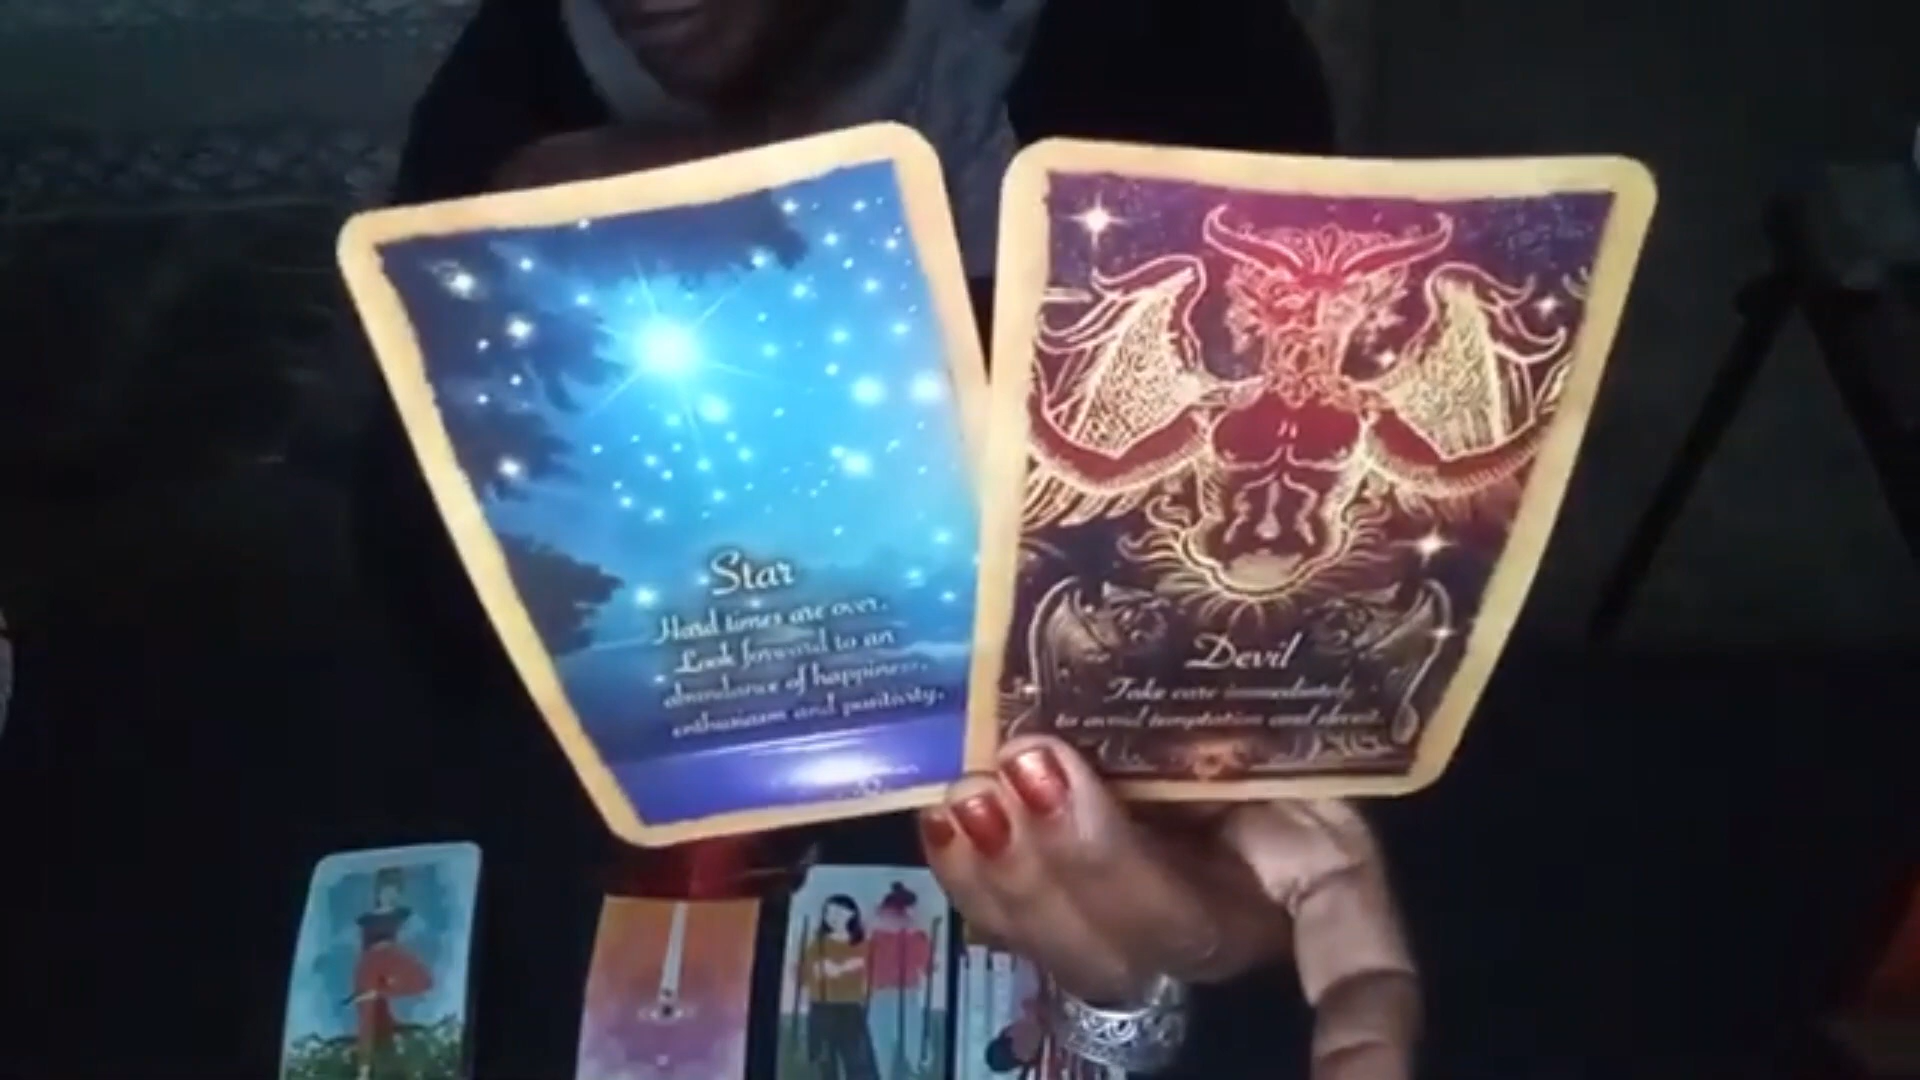 Star
Hard times are over.
Look forward to an
abundance of happiness,
enthusiasm and positivity.
Devil
Take care immediately
to avoid temptation and deceit.